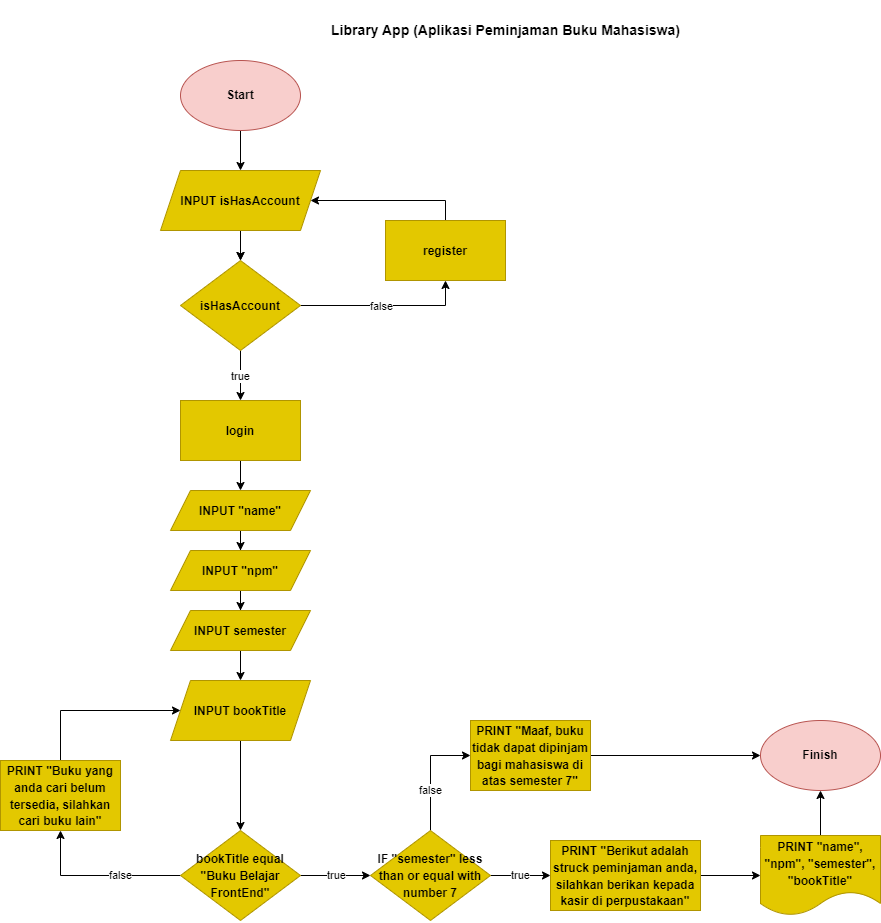 Library App (Aplikasi Peminjaman Buku Mahasiswa)
Start
INPUT isHasAccount
register
isHasAccount
false
true
login
INPUT "name"
INPUT "npm"
INPUT semester
INPUT bookTitle
PRINT "Buku yang
anda cari belum
tersedia, silahkan
cari buku lain"
false
bookTitle equal
"Buku Belajar
FrontEnd"
true
IF "semester" less
than or equal with
number 7
false
PRINT "Maaf, buku
tidak dapat dipinjam
bagi mahasiswa di
atas semester 7"
true
PRINT "Berikut adalah
struck peminjaman anda,
silahkan berikan kepada
kasir di perpustakaan"
PRINT "name",
"npm", "semester",
"bookTitle"
Finish